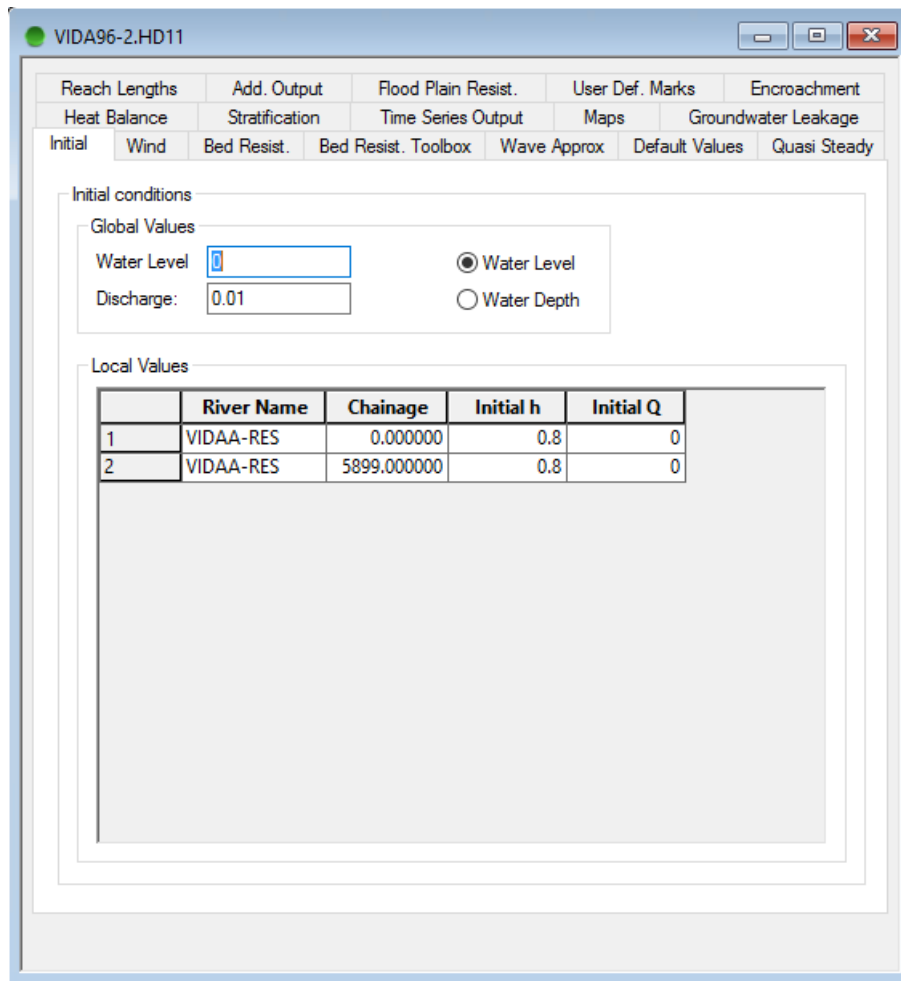 VIDA96-2.HD11
Reach Lengths Add. Output Flood Plain Resist. User Def. Marks Encroachment
Heat Balance Stratification Time Series Output Maps Groundwater Leakage
Initial Wind Bed Resist. Bed Resist. Toolbox Wave Approx Default Values Quasi Steady
Initial conditions
Global Values
Water Level 0 Water Level
Discharge: 0.01 Water Depth
Local Values
River Name Chainage Initial h Initial Q
1 VIDAA-RES 0.000000 0.8 0
2 VIDAA-RES 5899.000000 0.8 0